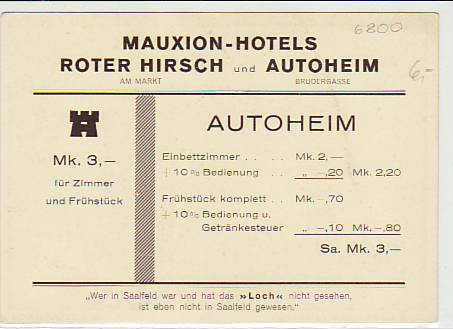 6800
MAUXION-HOTELS
ROTER HIRSCH und AUTOHEIM
AM MARKT BRÜDERGASSE
6,-
Mk. 3,—
für Zimmer
und Frühstück
AUTOHEIM
Einbettzimmer . . . Mk. 2,—
+ 10% Bedienung . . „ —,20 Mk. 2,20
Frühstück komplett . . Mk. —,70
+ 10% Bedienung u.
Getränkesteuer „ —,10 Mk. —,80
Sa. Mk. 3,—
„Wer in Saalfeld war und hat das »Loch« nicht gesehen,
ist eben nicht in Saalfeld gewesen."